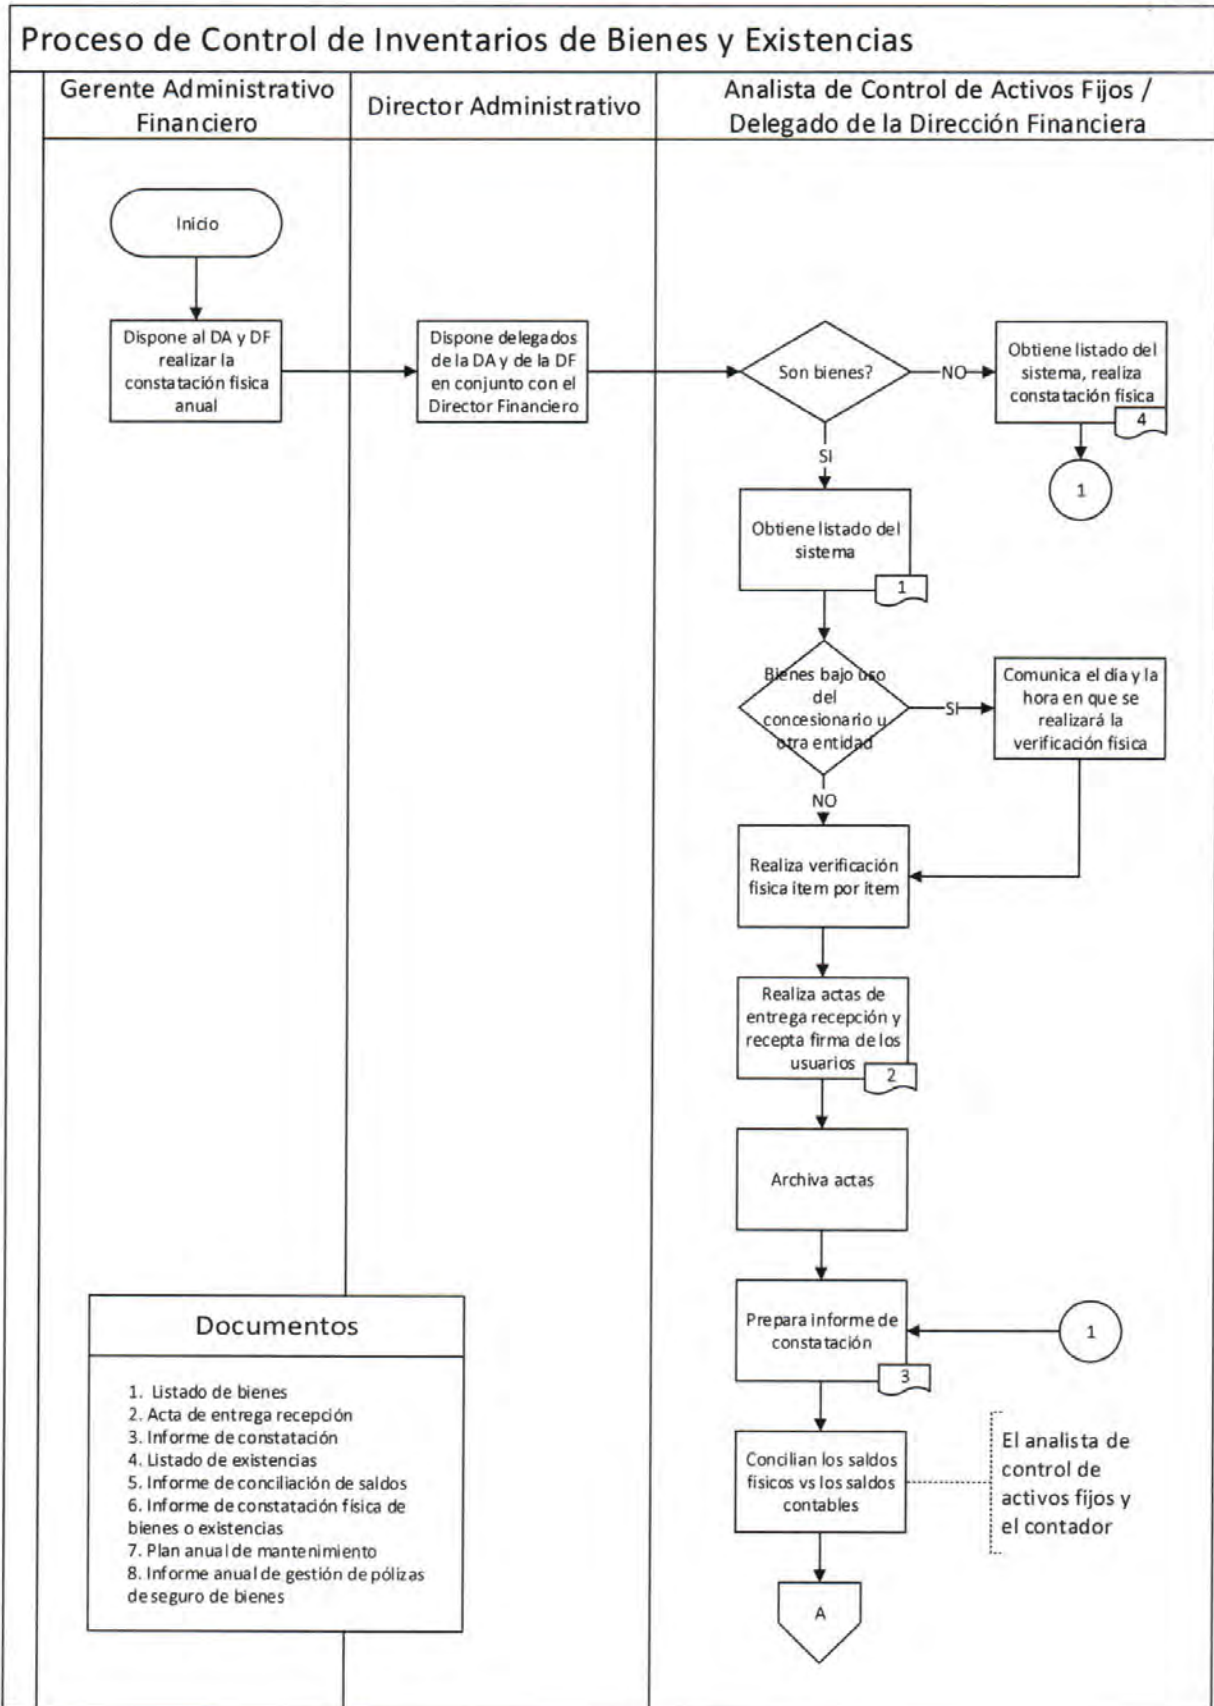 Proceso de Control de Inventarios de Bienes y Existencias
Gerente Administrativo
Financiero
Director Administrativo
Analista de Control de Activos Fijos /
Delegado de la Dirección Financiera
Inicio
Dispone al DA y DF
realizar la
constatación fisica
anual
Dispone delegados
de la DA y de la DF
en conjunto con el
Director Financiero
Son bienes?
NO
Obtiene listado del
sistema, realiza
constatación fisica
4
1
SI
Obtiene listado del
sistema
1
Bienes bajo uso
del
concesionario u
otra entidad
SI
Comunica el día y la
hora en que se
realizará la
verificación fisica
NO
Realiza verificación
fisica item por item
Realiza actas de
entrega recepción y
recepta firma de los
usuarios
2
Archiva actas
Prepara informe de
constatación
3
1
Concilian los saldos
físicos vs los saldos
contables
El analista de
control de
activos fijos y
el contador
A
Documentos
1. Listado de bienes
2. Acta de entrega recepción
3. Informe de constatación
4. Listado de existencias
5. Informe de conciliación de saldos
6. Informe de constatación física de
bienes o existencias
7. Plan anual de mantenimiento
8. Informe anual de gestión de pólizas
de seguro de bienes